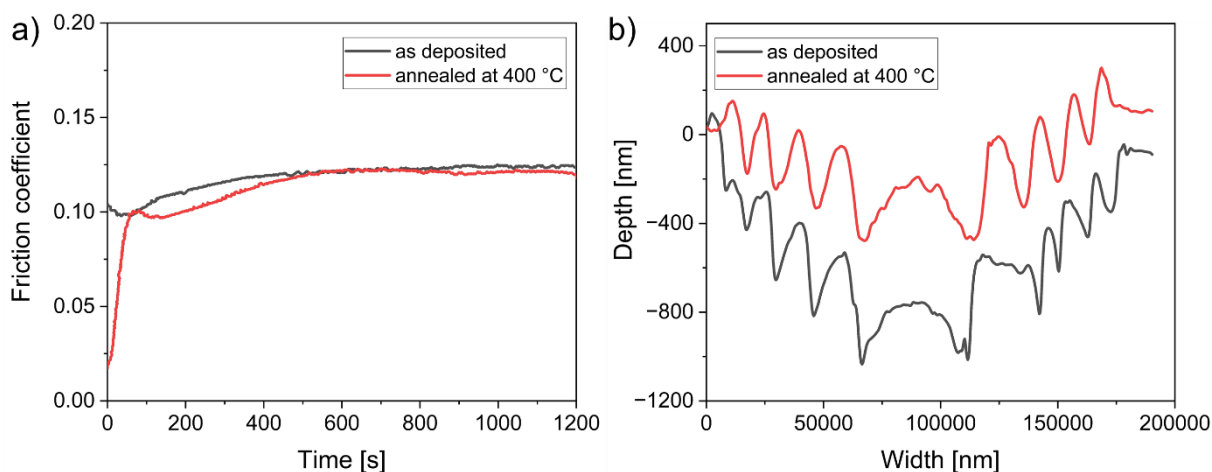 a)
Friction coefficient
0.20
0.15
0.10
0.05
0.00
0 200 400 600 800 1000 1200
Time [s]
as deposited
annealed at 400 °C
b)
Depth [nm]
400
0
−400
−800
−1200
0 50000 100000 150000 200000
Width [nm]
as deposited
annealed at 400 °C